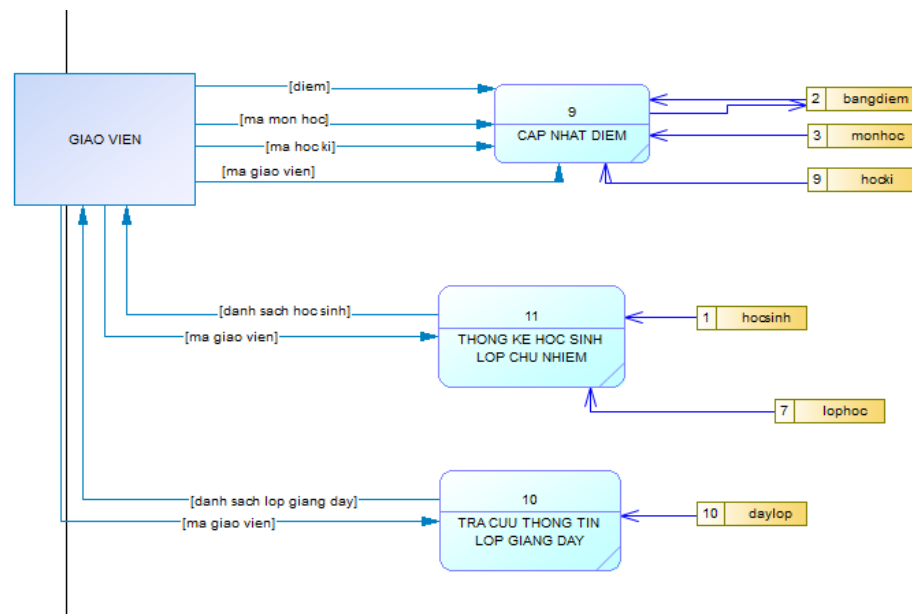 GIAO VIEN
[diem]
[ma mon hoc]
[ma hoc ki]
[ma giao vien]
9
CAP NHAT DIEM
2 bangdiem
3 monhoc
9 hocki
[danh sach hoc sinh]
[ma giao vien]
11
THONG KE HOC SINH
LOP CHU NHIEM
1 hocsinh
7 lophoc
[danh sach lop giang day]
[ma giao vien]
10
TRA CUU THONG TIN
LOP GIANG DAY
10 daylop